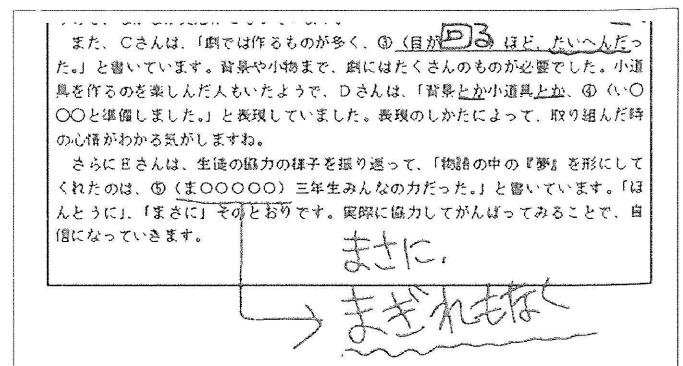 また、Cさんは、「劇では作るものが多く、③（目が回る）ほど、たいへんだっ
た。」と書いています。背景や小物まで、劇にはたくさんのものが必要でした。小道
具を作るのを楽しんだ人もいたようで、Dさんは、「背景とか小道具とか、④（い〇
〇〇と準備しました。」と表現していました。表現のしかたによって、取り組んだ時
の心情がわかる気がしますね。
さらにEさんは、生徒の協力の様子を振り返って、「物語の中の『夢』を形にして
くれたのは、⑤（ま〇〇〇〇〇）三年生みんなの力だった。」と書いています。「ほ
んとうに」、「まさに」そのとおりです。実際に協力してがんばってみることで、自
信になっていきます。
まさに、
まぎれもなく